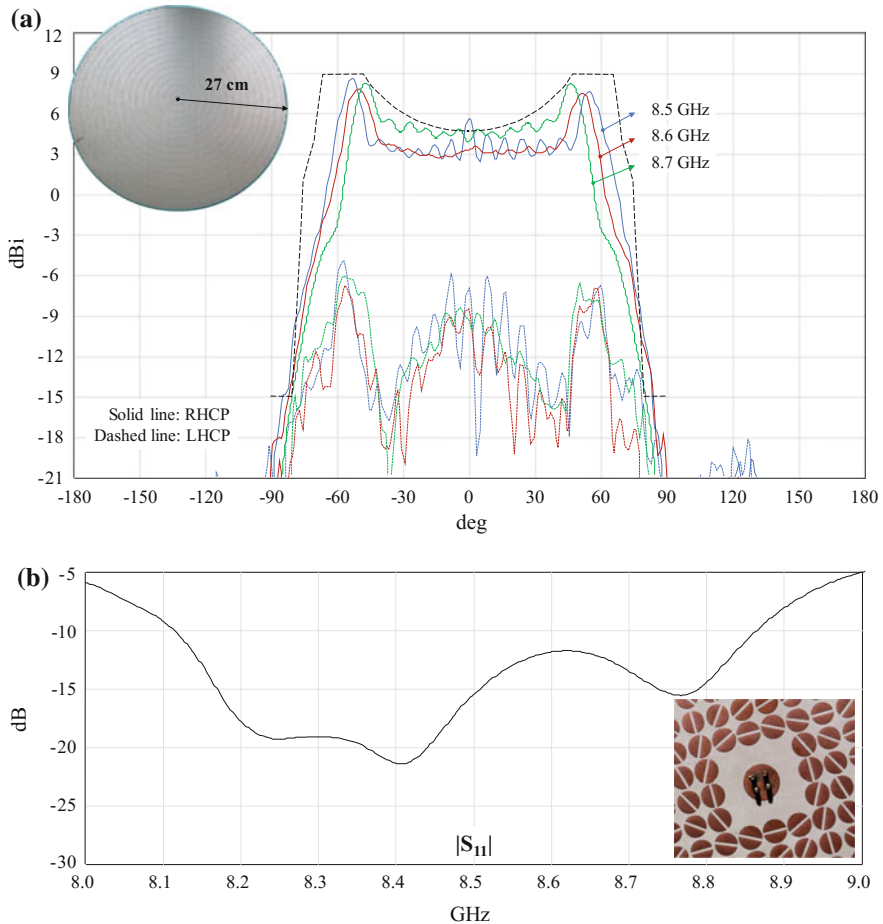 (a)
12
9
6
3
0
-3
-6
-9
-12
-15
-18
-21
dBi
27 cm
8.5 GHz
8.6 GHz
8.7 GHz
Solid line: RHCP
Dashed line: LHCP
-180 -150 -120 -90 -60 -30 0 30 60 90 120 150 180
deg
(b)
-5
-10
-15
-20
-25
-30
dB
|S11|
8.0 8.2 8.3 8.4 8.5 8.6 8.7 8.8 8.9 9.0
GHz